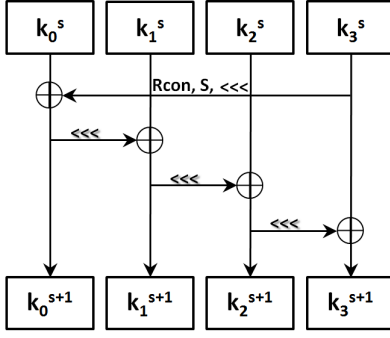 k₀ˢ k₁ˢ k₂ˢ k₃ˢ
Rcon, S, <<<
<<<
<<<
<<<
k₀ˢ⁺¹ k₁ˢ⁺¹ k₂ˢ⁺¹ k₃ˢ⁺¹